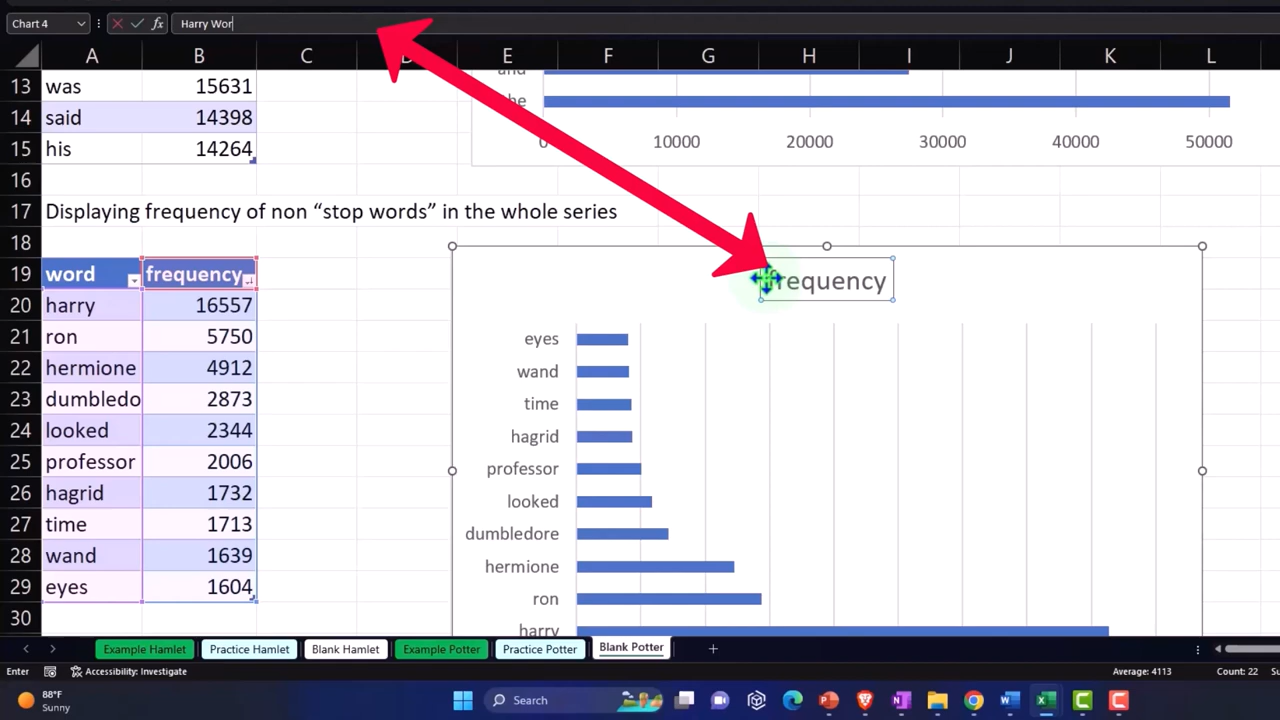 Chart 4
fx
Harry Wor
A B C E F G H I J K L
13 was 15631
14 said 14398
15 his 14264
0 10000 20000 30000 40000 50000
16
17 Displaying frequency of non “stop words” in the whole series
18
19 word frequency
20 harry 16557
21 ron 5750
22 hermione 4912
23 dumbledo 2873
24 looked 2344
25 professor 2006
26 hagrid 1732
27 time 1713
28 wand 1639
29 eyes 1604
30
frequency
eyes
wand
time
hagrid
professor
looked
dumbledore
hermione
ron
harry
Example Hamlet Practice Hamlet Blank Hamlet Example Potter Practice Potter Blank Potter
Enter Accessibility: Investigate Average: 4113 Count: 22
88°F
Sunny
Search